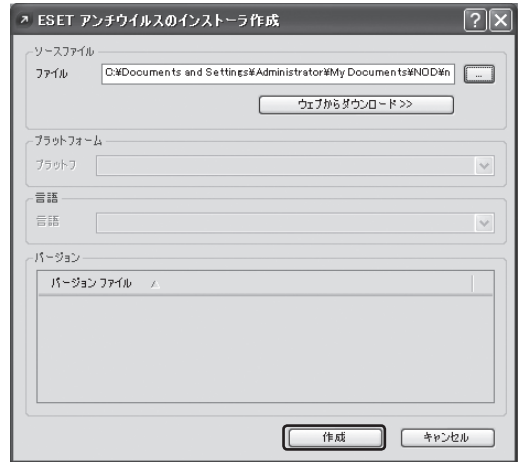 ESET アンチウイルスのインストーラ作成
ソースファイル
ファイル C:¥Documents and Settings¥Administrator¥My Documents¥NOD¥n ...
ウェブからダウンロード >>
プラットフォーム
プラットフ
言語
言語
バージョン
バージョン ファイル
作成 キャンセル